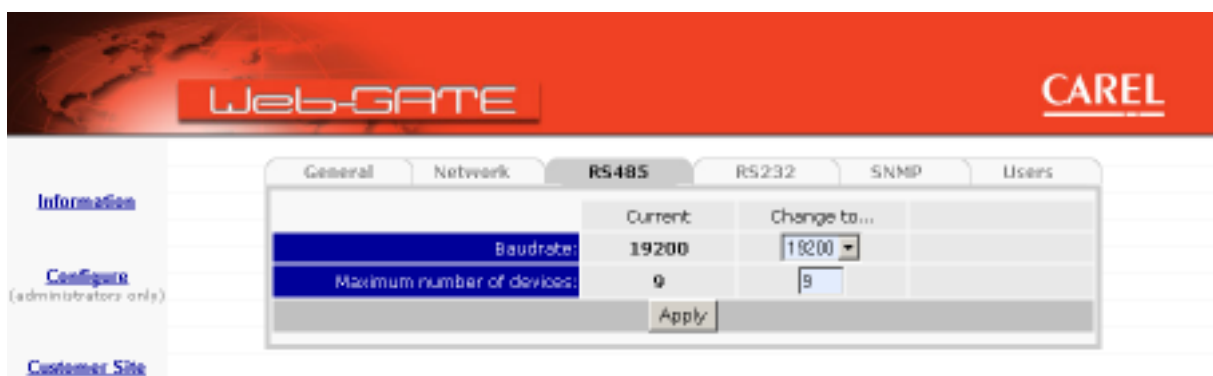 Web-GATE
CAREL
General Network RS485 RS232 SNMP Users
Information
Current Change to...
Baudrate: 19200 19200
Configure
(administrators only)
Maximum number of devices: 9 9
Apply
Customer Site